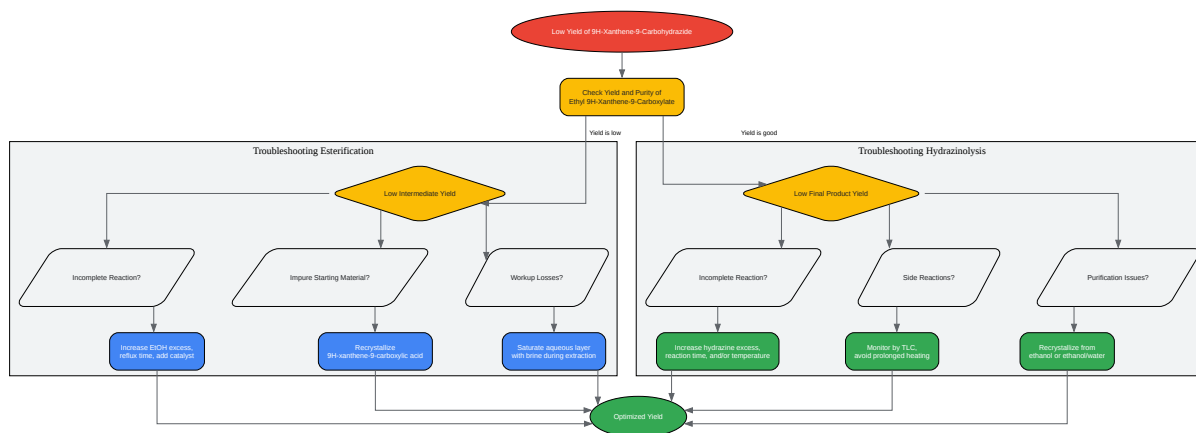 Low Yield of 9H-Xanthene-9-Carbohydrazide
Check Yield and Purity of
Ethyl 9H-Xanthene-9-Carboxylate
Yield is low
Yield is good
Troubleshooting Esterification
Troubleshooting Hydrazinolysis
Low Intermediate Yield
Low Final Product Yield
Incomplete Reaction?
Impure Starting Material?
Workup Losses?
Incomplete Reaction?
Side Reactions?
Purification Issues?
Increase EtOH excess,
reflux time, add catalyst
Recrystallize
9H-xanthene-9-carboxylic acid
Saturate aqueous layer
with brine during extraction
Increase hydrazine excess,
reaction time, and/or temperature
Monitor by TLC,
avoid prolonged heating
Recrystallize from
ethanol or ethanol/water
Optimized Yield